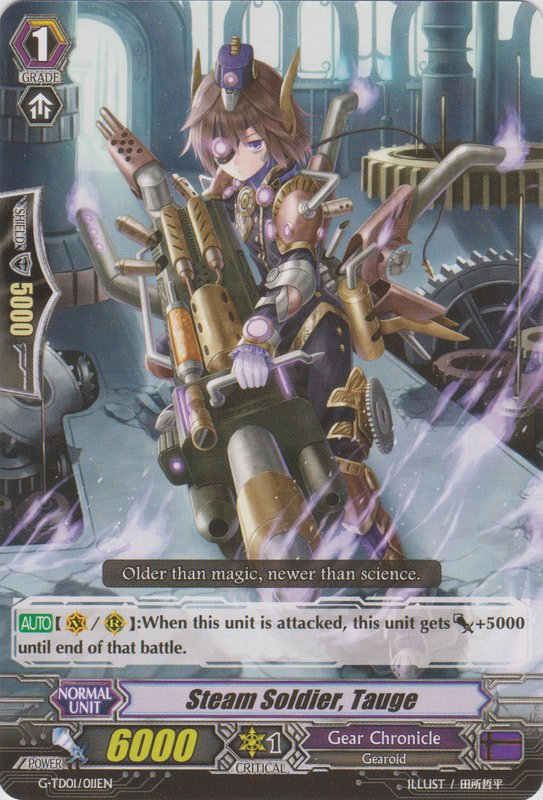 1
GRADE
SHIELD
5000
Older than magic, newer than science.
AUTO【 V / R 】:When this unit is attacked, this unit gets +5000
until end of that battle.
NORMAL
UNIT
Steam Soldier, Tauge
POWER
6000
1
CRITICAL
Gear Chronicle
Gearoid
G-TD01/011EN
ILLUST / 田所哲平